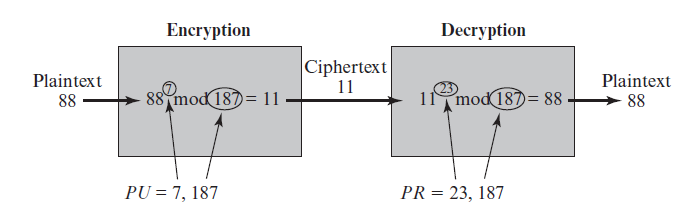 Encryption
Decryption
Plaintext
88
88^7 mod 187 = 11
Ciphertext
11
11^23 mod 187 = 88
Plaintext
88
PU = 7, 187
PR = 23, 187